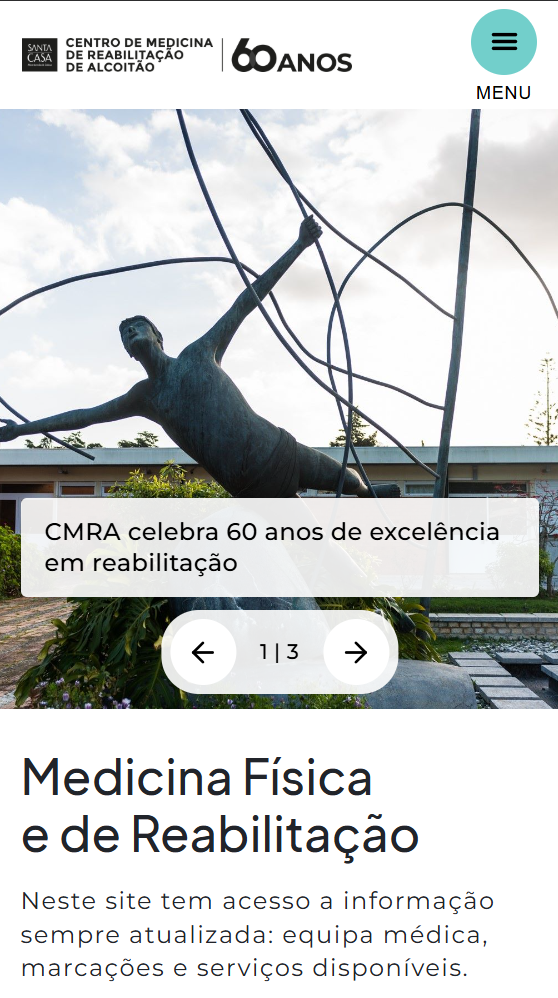 SANTA
CASA
CENTRO DE MEDICINA
DE REABILITAÇÃO
DE ALCOITÃO
60 ANOS
MENU
CMRA celebra 60 anos de excelência
em reabilitação
1 | 3
Medicina Física
e de Reabilitação
Neste site tem acesso a informação
sempre atualizada: equipa médica,
marcações e serviços disponíveis.